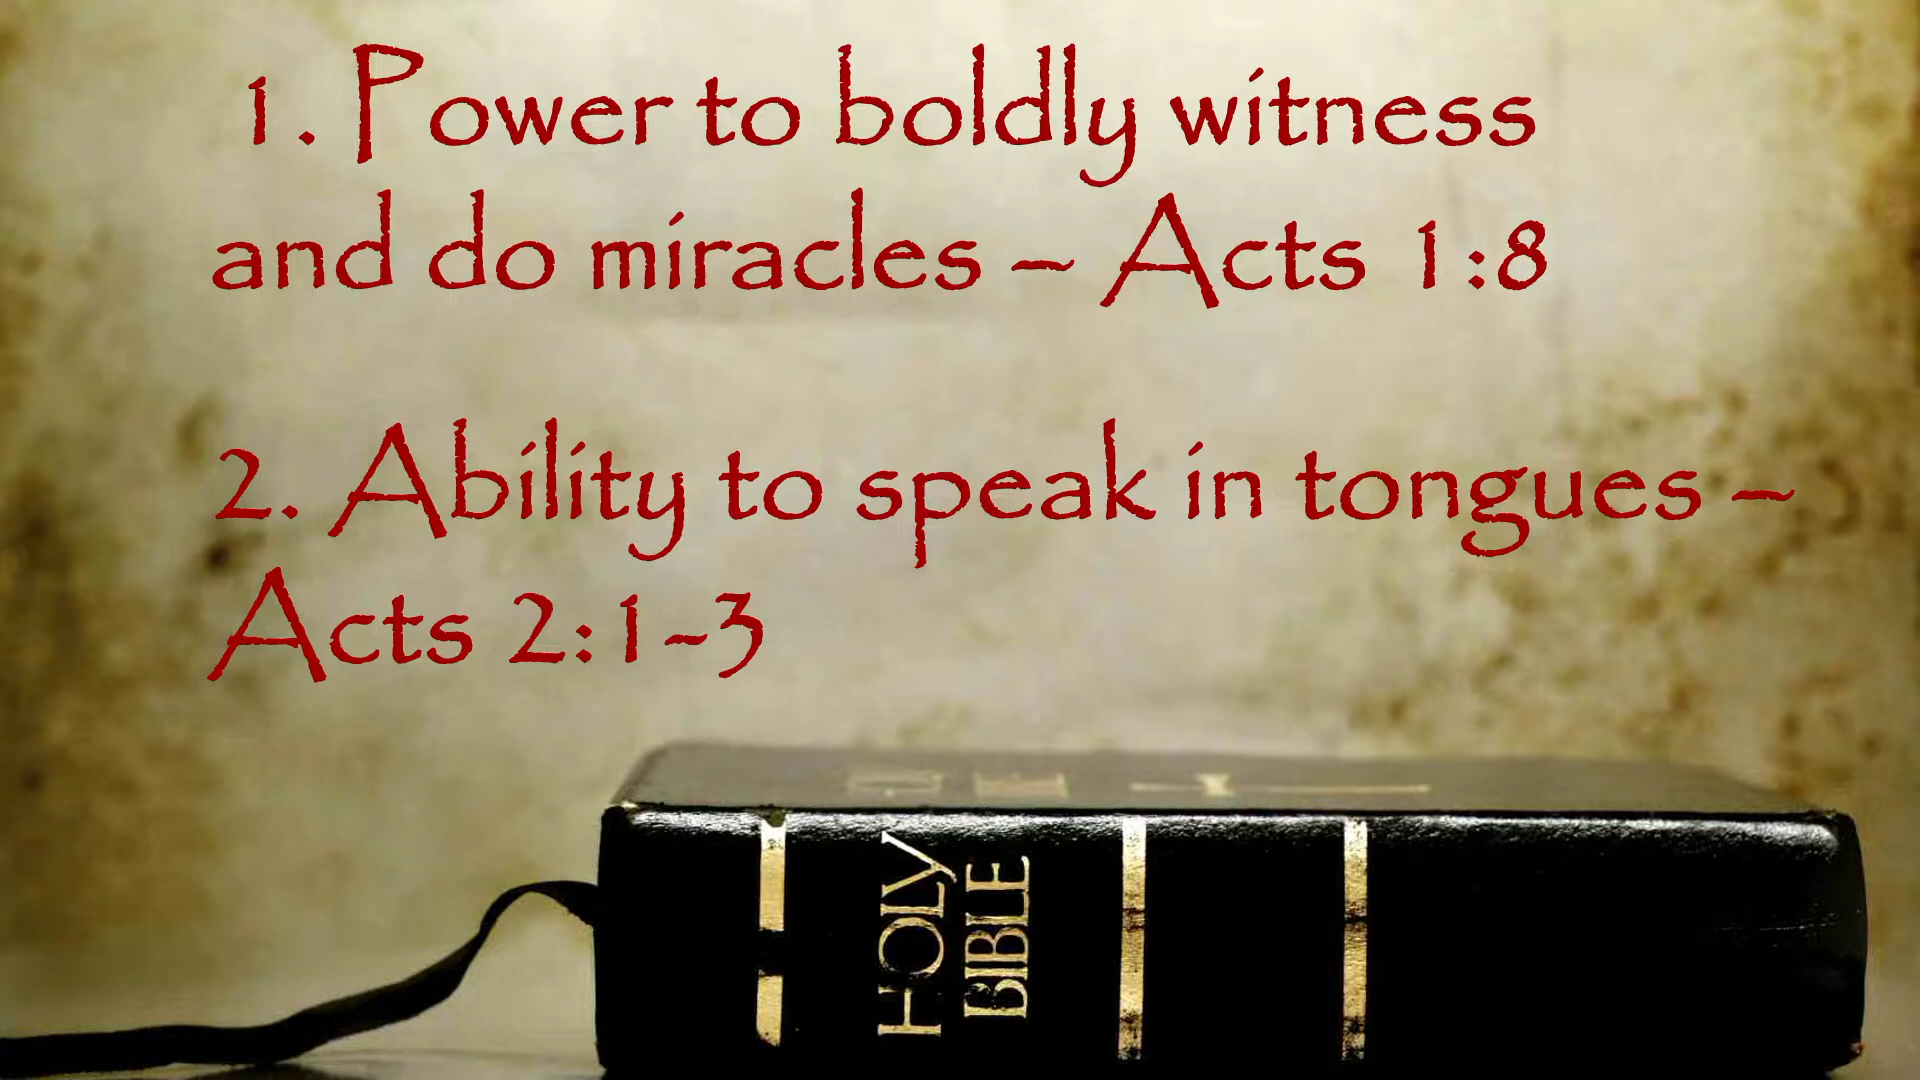 1. Power to boldly witness
and do miracles – Acts 1:8
2. Ability to speak in tongues –
Acts 2:1-3
HOLY
BIBLE